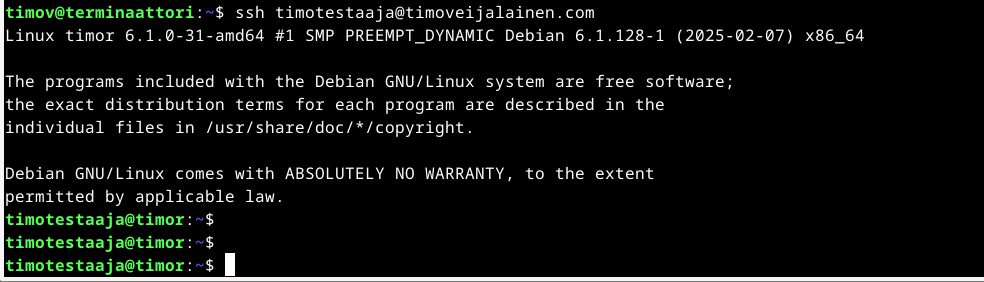 timov@terminaattori:~$ ssh timotestaaja@timoveijalainen.com
Linux timor 6.1.0-31-amd64 #1 SMP PREEMPT_DYNAMIC Debian 6.1.128-1 (2025-02-07) x86_64

The programs included with the Debian GNU/Linux system are free software;
the exact distribution terms for each program are described in the
individual files in /usr/share/doc/*/copyright.

Debian GNU/Linux comes with ABSOLUTELY NO WARRANTY, to the extent
permitted by applicable law.
timotestaaja@timor:~$
timotestaaja@timor:~$
timotestaaja@timor:~$